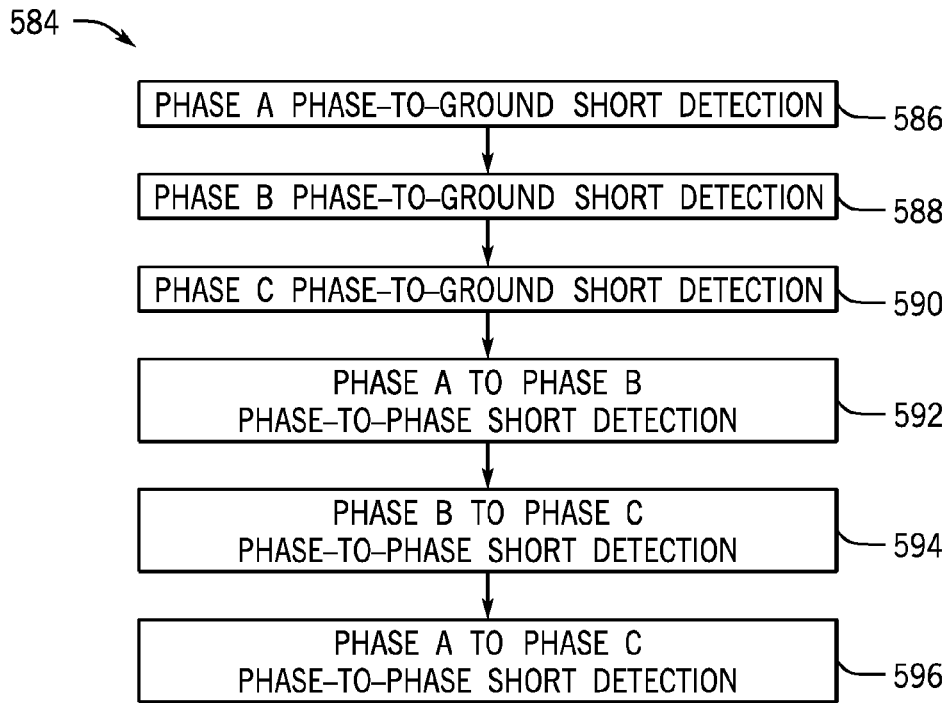 584
PHASE A PHASE–TO–GROUND SHORT DETECTION
586
PHASE B PHASE–TO–GROUND SHORT DETECTION
588
PHASE C PHASE–TO–GROUND SHORT DETECTION
590
PHASE A TO PHASE B
PHASE–TO–PHASE SHORT DETECTION
592
PHASE B TO PHASE C
PHASE–TO–PHASE SHORT DETECTION
594
PHASE A TO PHASE C
PHASE–TO–PHASE SHORT DETECTION
596